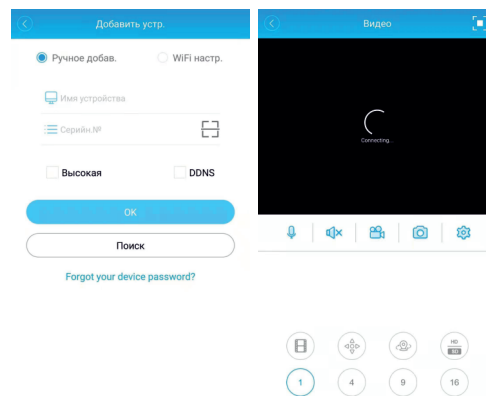 Добавить устр.
Ручное добав.
WiFi настр.
Имя устройства
Серийн.№
Высокая
DDNS
OK
Поиск
Forgot your device password?
Видео
Connecting...
HD
SD
1
4
9
16